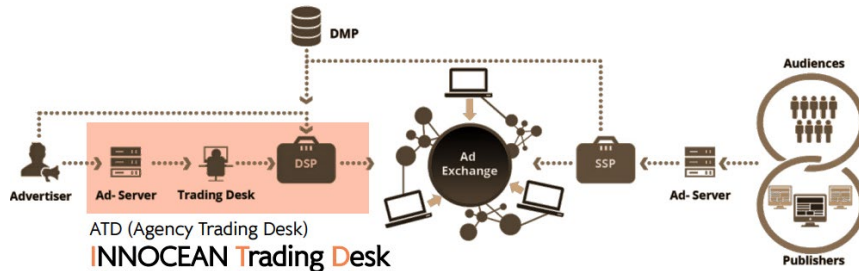 DMP
Audiences
DSP
Ad
Exchange
SSP
Advertiser
Ad- Server
Trading Desk
Ad- Server
ATD (Agency Trading Desk)
INNOCEAN Trading Desk
Publishers